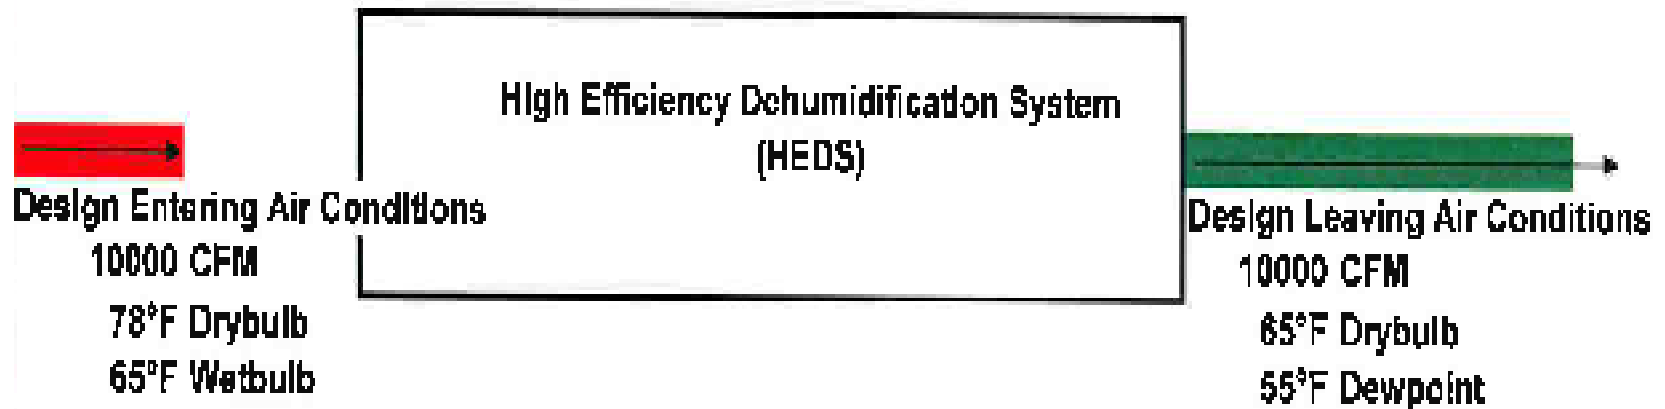 High Efficiency Dehumidification System
(HEDS)
Design Entering Air Conditions
10000 CFM
78°F Drybulb
65°F Wetbulb
Design Leaving Air Conditions
10000 CFM
65°F Drybulb
55°F Dewpoint